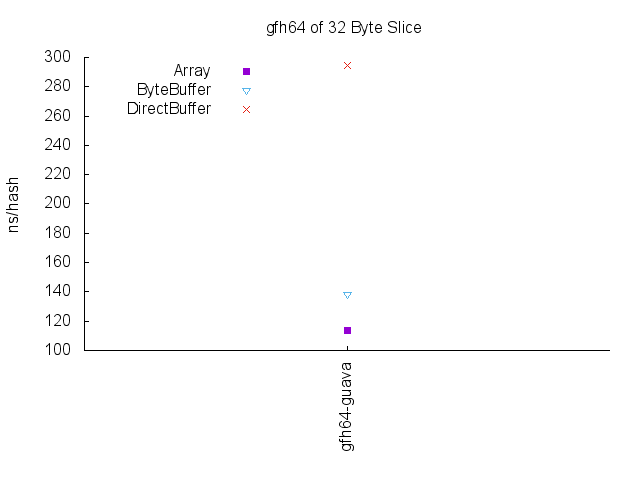 gfh64 of 32 Byte Slice
300
280
260
240
220
200
180
160
140
120
100
ns/hash
Array
ByteBuffer
DirectBuffer
gfh64-guava